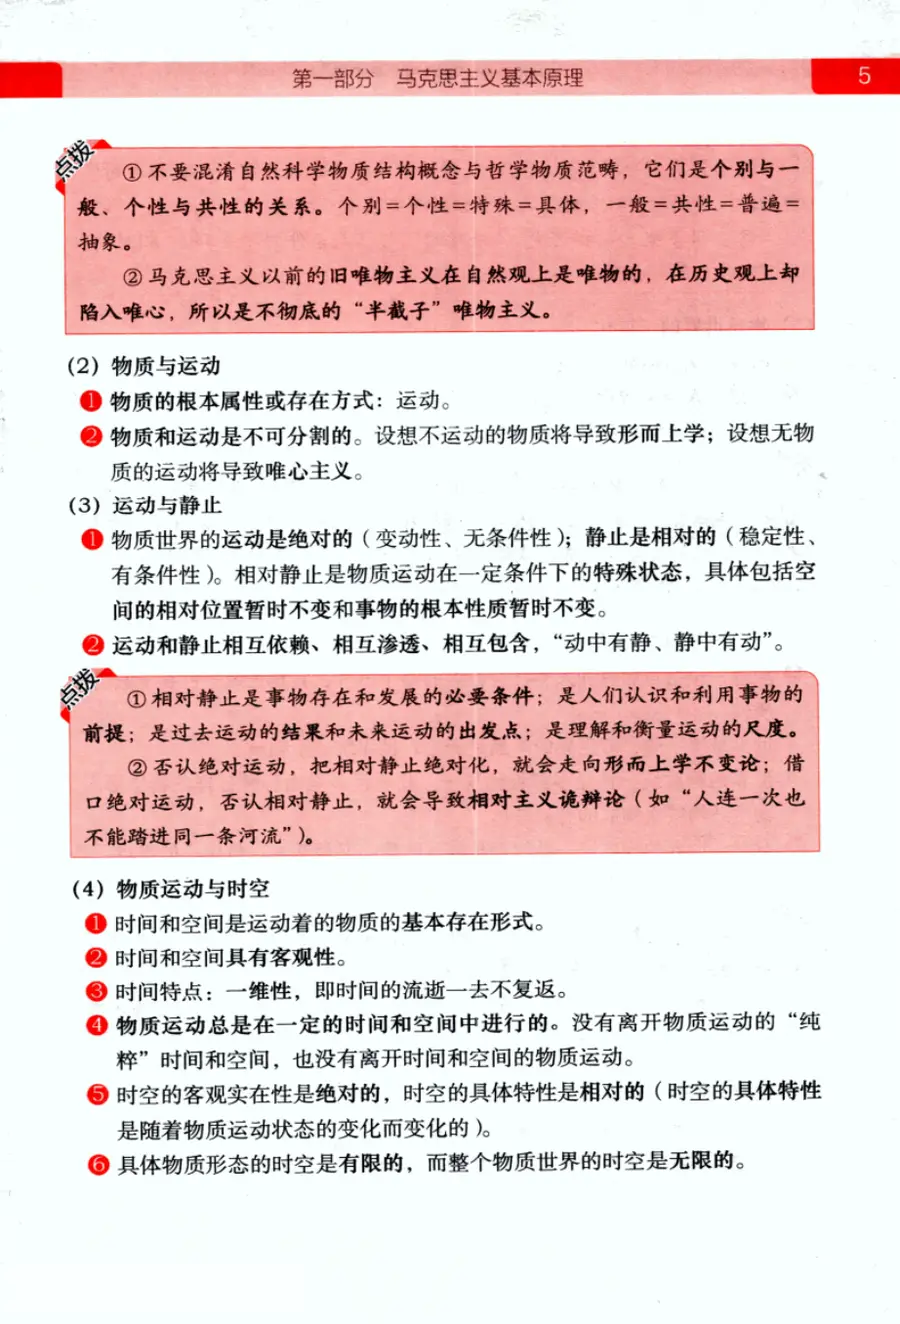 第一部分 马克思主义基本原理
5
点拨
①不要混淆自然科学物质结构概念与哲学物质范畴，它们是个别与一
般、个性与共性的关系。个别=个性=特殊=具体，一般=共性=普遍=
抽象。
②马克思主义以前的旧唯物主义在自然观上是唯物的，在历史观上却
陷入唯心，所以是不彻底的“半截子”唯物主义。
（2）物质与运动
❶物质的根本属性或存在方式：运动。
❷物质和运动是不可分割的。设想不运动的物质将导致形而上学；设想无物
质的运动将导致唯心主义。
（3）运动与静止
❶物质世界的运动是绝对的（变动性、无条件性）；静止是相对的（稳定性、
有条件性）。相对静止是物质运动在一定条件下的特殊状态，具体包括空
间的相对位置暂时不变和事物的根本性质暂时不变。
❷运动和静止相互依赖、相互渗透、相互包含，“动中有静、静中有动”。
点拨
①相对静止是事物存在和发展的必要条件；是人们认识和利用事物的
前提；是过去运动的结果和未来运动的出发点；是理解和衡量运动的尺度。
②否认绝对运动，把相对静止绝对化，就会走向形而上学不变论；借
口绝对运动，否认相对静止，就会导致相对主义诡辩论（如“人连一次也
不能踏进同一条河流”）。
（4）物质运动与时空
❶时间和空间是运动着的物质的基本存在形式。
❷时间和空间具有客观性。
❸时间特点：一维性，即时间的流逝一去不复返。
❹物质运动总是在一定的时间和空间中进行的。没有离开物质运动的“纯
粹”时间和空间，也没有离开时间和空间的物质运动。
❺时空的客观实在性是绝对的，时空的具体特性是相对的（时空的具体特性
是随着物质运动状态的变化而变化的）。
❻具体物质形态的时空是有限的，而整个物质世界的时空是无限的。